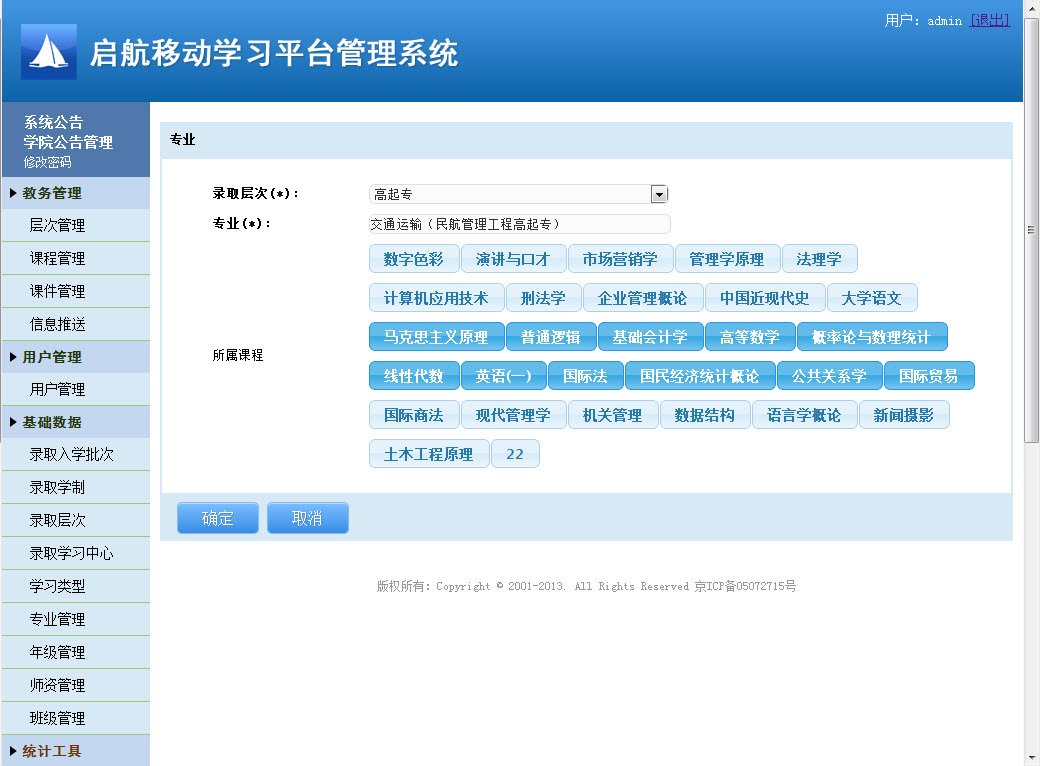 用户: admin [退出]
启航移动学习平台管理系统
系统公告
学院公告管理
修改密码
教务管理
层次管理
课程管理
课件管理
信息推送
用户管理
用户管理
基础数据
录取入学批次
录取学制
录取层次
录取学习中心
学习类型
专业管理
年级管理
师资管理
班级管理
统计工具
专业
录取层次(*): 高起专
专业(*): 交通运输（民航管理工程高起专）
所属课程
数字色彩 演讲与口才 市场营销学 管理学原理 法理学
计算机应用技术 刑法学 企业管理概论 中国近现代史 大学语文
马克思主义原理 普通逻辑 基础会计学 高等数学 概率论与数理统计
线性代数 英语(一) 国际法 国民经济统计概论 公共关系学 国际贸易
国际商法 现代管理学 机关管理 数据结构 语言学概论 新闻摄影
土木工程原理 22
确定 取消
版权所有: Copyright © 2001-2013. All Rights Reserved 京ICP备05072715号